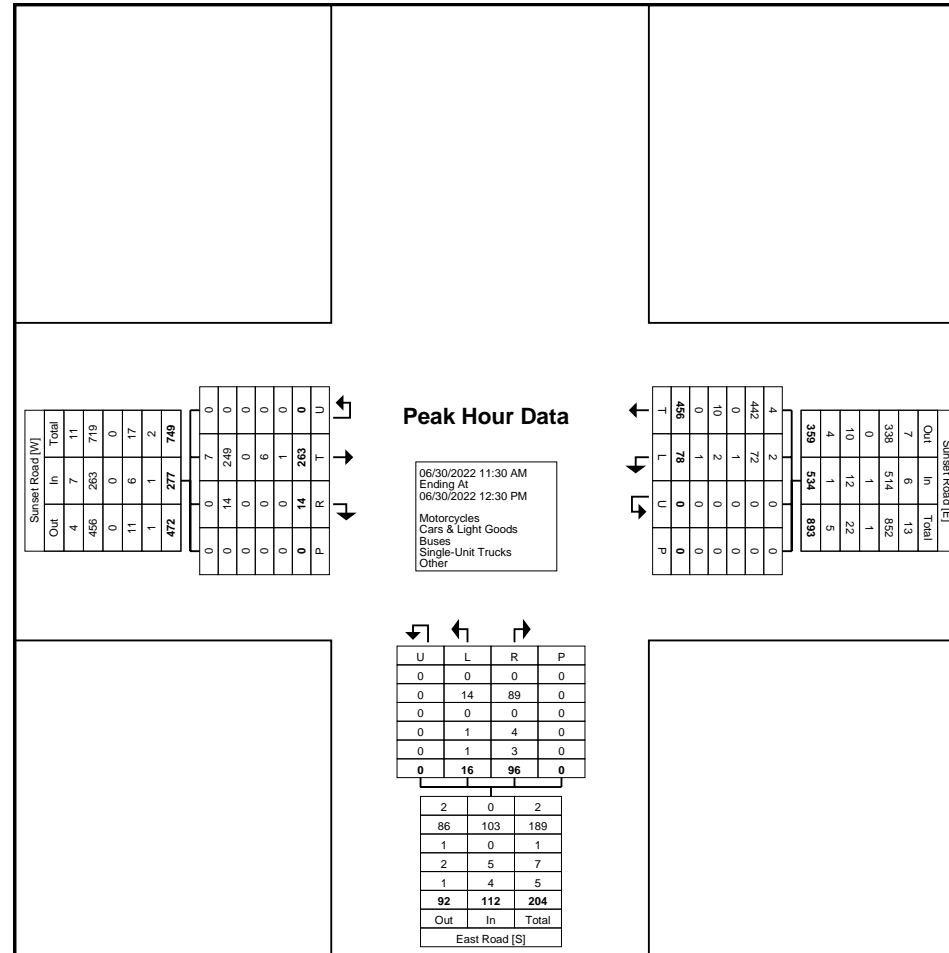 Peak Hour Data
06/30/2022 11:30 AM
Ending At
06/30/2022 12:30 PM
Motorcycles
Cars & Light Goods
Buses
Single-Unit Trucks
Other
Sunset Road [W]
Out In Total
4 7 11
456 263 719
0 0 0
11 6 17
1 1 2
472 277 749
0 0 7 0
0 14 249 0
0 0 0 0
0 0 6 0
0 0 1 0
0 14 263 0
P R T U
Sunset Road [E]
Out In Total
7 6 13
338 514 852
0 1 1
10 12 22
4 1 5
359 534 893
4 2 0 0
442 72 0 0
0 1 0 0
10 2 0 0
0 1 0 0
456 78 0 0
T L U P
U L R P
0 0 0 0
0 14 89 0
0 0 0 0
0 1 4 0
0 1 3 0
0 16 96 0
2 0 2
86 103 189
1 0 1
2 5 7
1 4 5
92 112 204
Out In Total
East Road [S]